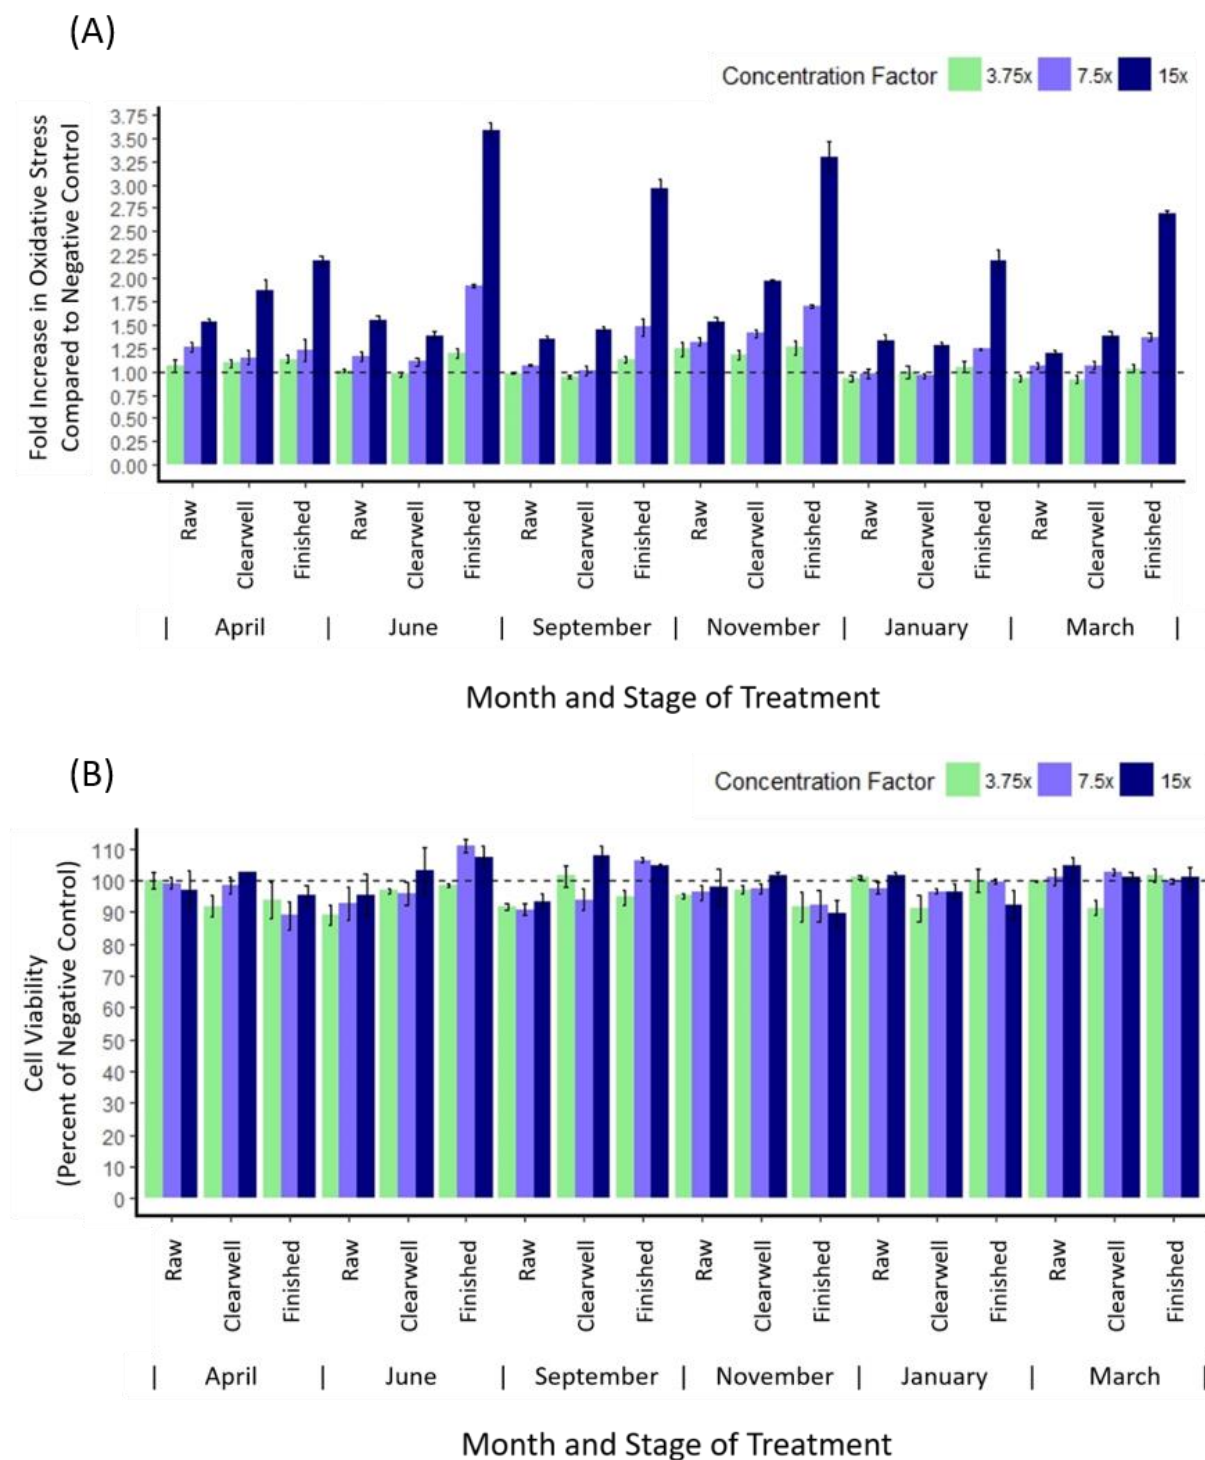 (A)
Concentration Factor 3.75x 7.5x 15x
Fold Increase in Oxidative Stress
Compared to Negative Control
3.75
3.50
3.25
3.00
2.75
2.50
2.25
2.00
1.75
1.50
1.25
1.00
0.75
0.50
0.25
0.00
Raw Clearwell Finished Raw Clearwell Finished Raw Clearwell Finished Raw Clearwell Finished Raw Clearwell Finished Raw Clearwell Finished
| April | June | September | November | January | March |
Month and Stage of Treatment
(B)
Concentration Factor 3.75x 7.5x 15x
Cell Viability
(Percent of Negative Control)
110
100
90
80
70
60
50
40
30
20
10
0
Raw Clearwell Finished Raw Clearwell Finished Raw Clearwell Finished Raw Clearwell Finished Raw Clearwell Finished Raw Clearwell Finished
| April | June | September | November | January | March |
Month and Stage of Treatment